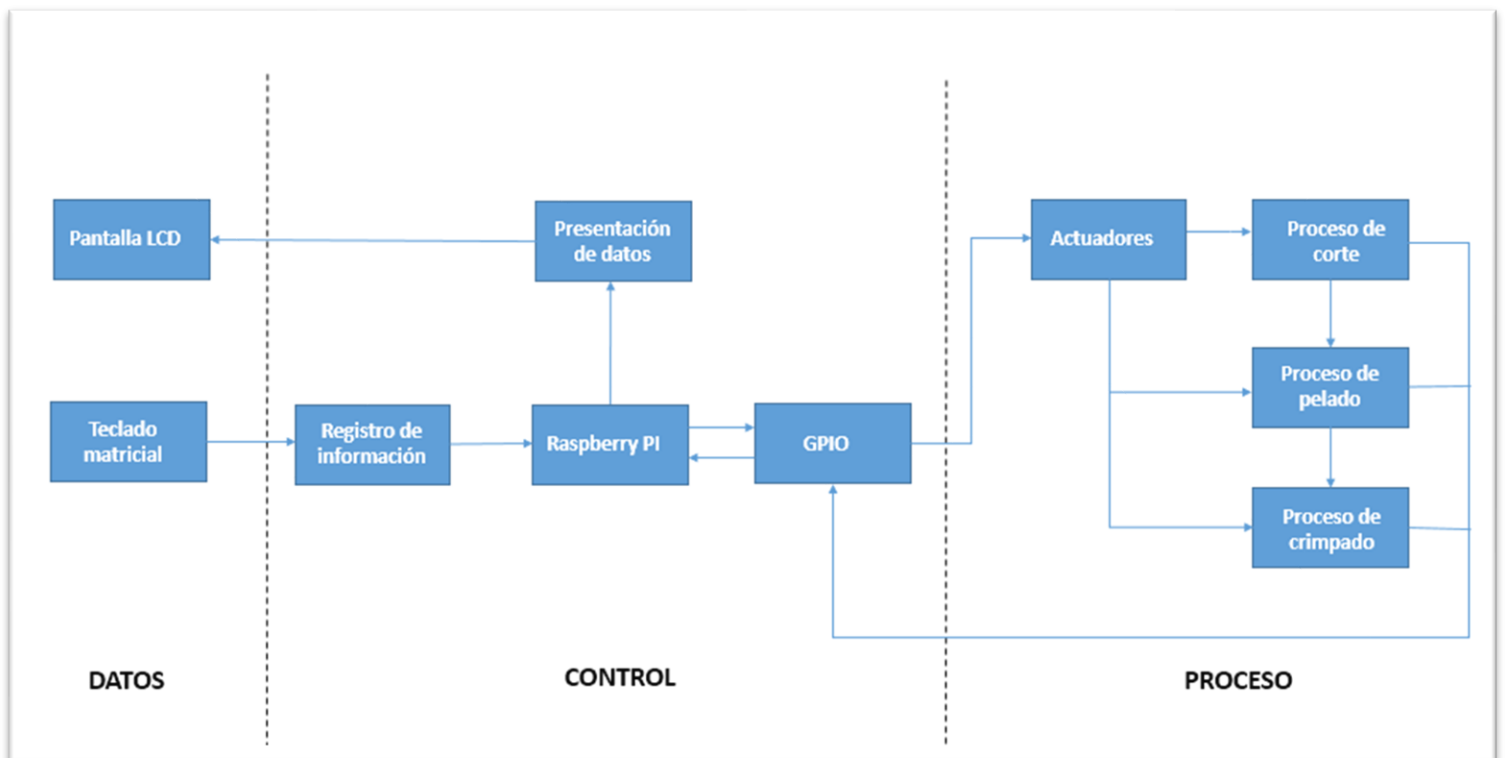 Pantalla LCD
Presentación
de datos
Actuadores
Proceso de
corte
Proceso de
pelado
Teclado
matricial
Registro de
información
Raspberry PI
GPIO
Proceso de
crimpado
DATOS
CONTROL
PROCESO